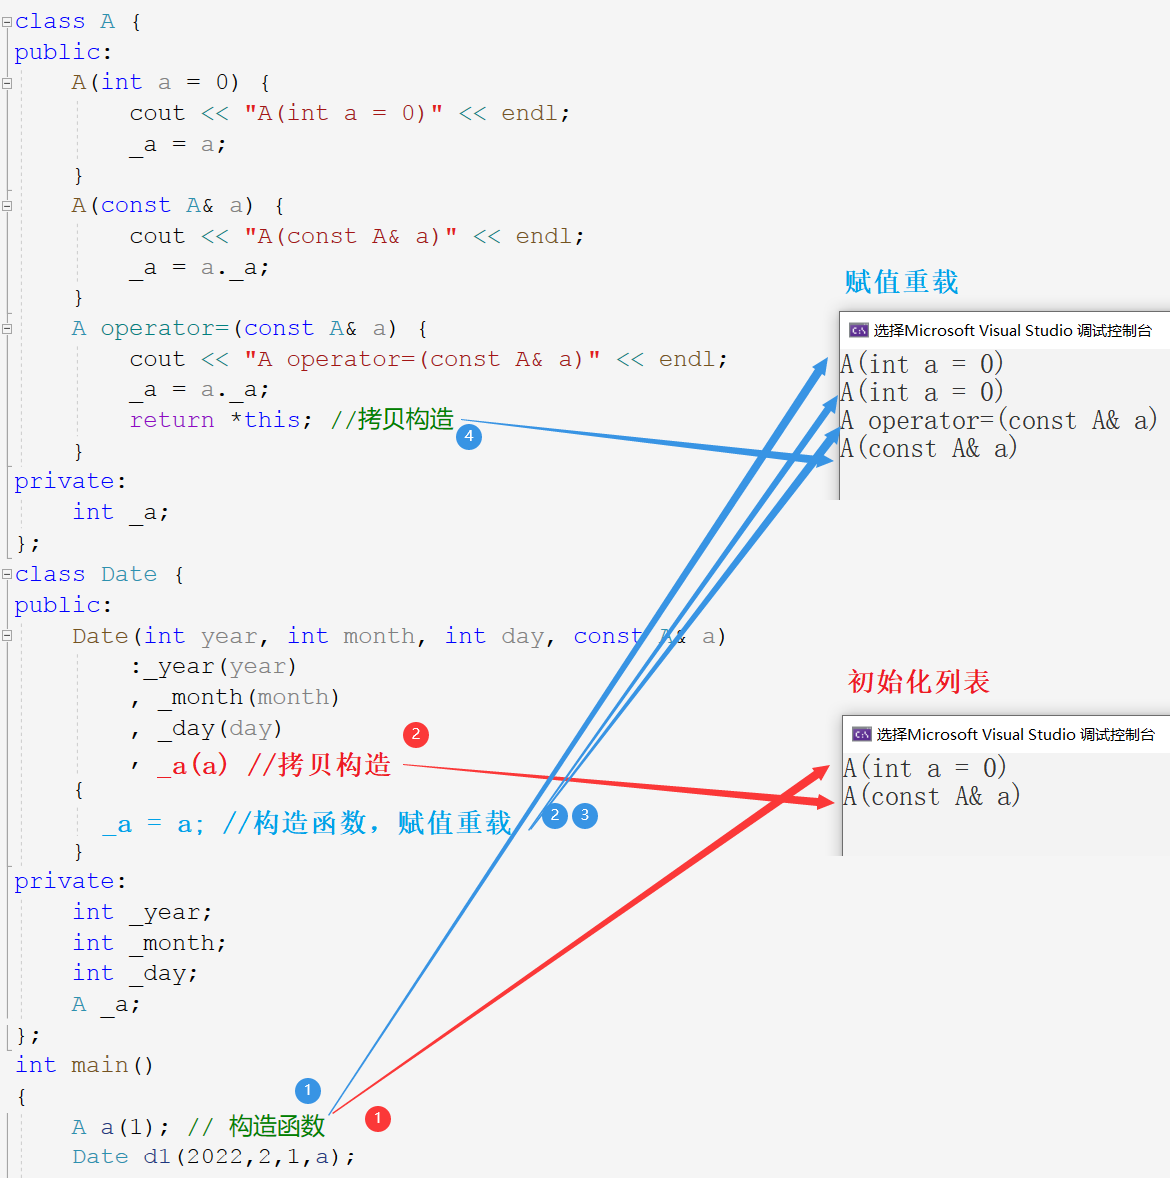 class A {
public:
    A(int a = 0) {
        cout << "A(int a = 0)" << endl;
        _a = a;
    }
    A(const A& a) {
        cout << "A(const A& a)" << endl;
        _a = a._a;
    }
    A operator=(const A& a) {
        cout << "A operator=(const A& a)" << endl;
        _a = a._a;
        return *this; //拷贝构造
4
    }
private:
    int _a;
};
class Date {
public:
    Date(int year, int month, int day, const A& a)
        :_year(year)
        , _month(month)
        , _day(day)
        , _a(a) //拷贝构造
2
    {
      _a = a; //构造函数，赋值重载
2 3
    }
private:
    int _year;
    int _month;
    int _day;
    A _a;
};
int main()
{
1
    A a(1); // 构造函数
1
    Date d1(2022,2,1,a);
赋值重载
选择Microsoft Visual Studio 调试控制台
A(int a = 0)
A(int a = 0)
A operator=(const A& a)
A(const A& a)
初始化列表
选择Microsoft Visual Studio 调试控制台
A(int a = 0)
A(const A& a)